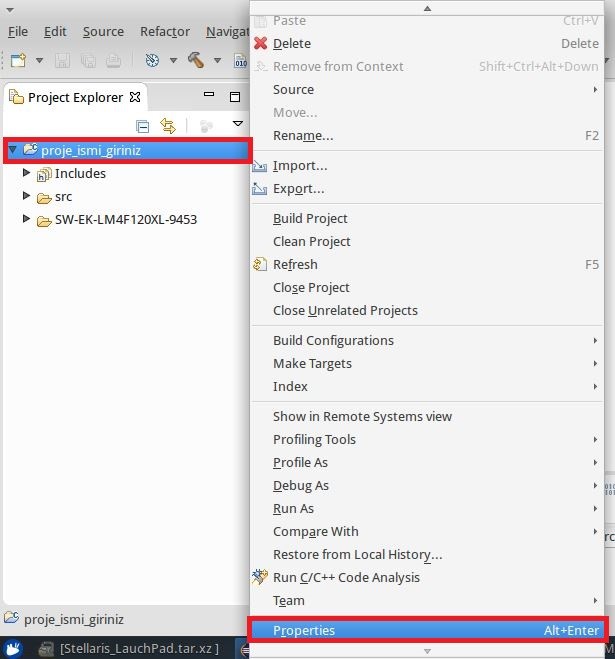 Paste Ctrl+V
File Edit Source Refactor Navigat
Delete Delete
Remove from Context Shift+Ctrl+Alt+Down
Source
Move...
Rename... F2
Import...
Export...
Build Project
Clean Project
Refresh F5
Close Project
Close Unrelated Projects
Build Configurations
Make Targets
Index
Show in Remote Systems view
Profiling Tools
Profile As
Debug As
Run As
Compare With
Restore from Local History...
Run C/C++ Code Analysis
Team
Properties Alt+Enter
Project Explorer
proje_ismi_giriniz
Includes
src
SW-EK-LM4F120XL-9453
proje_ismi_giriniz
[Stellaris_LauchPad.tar.xz ]